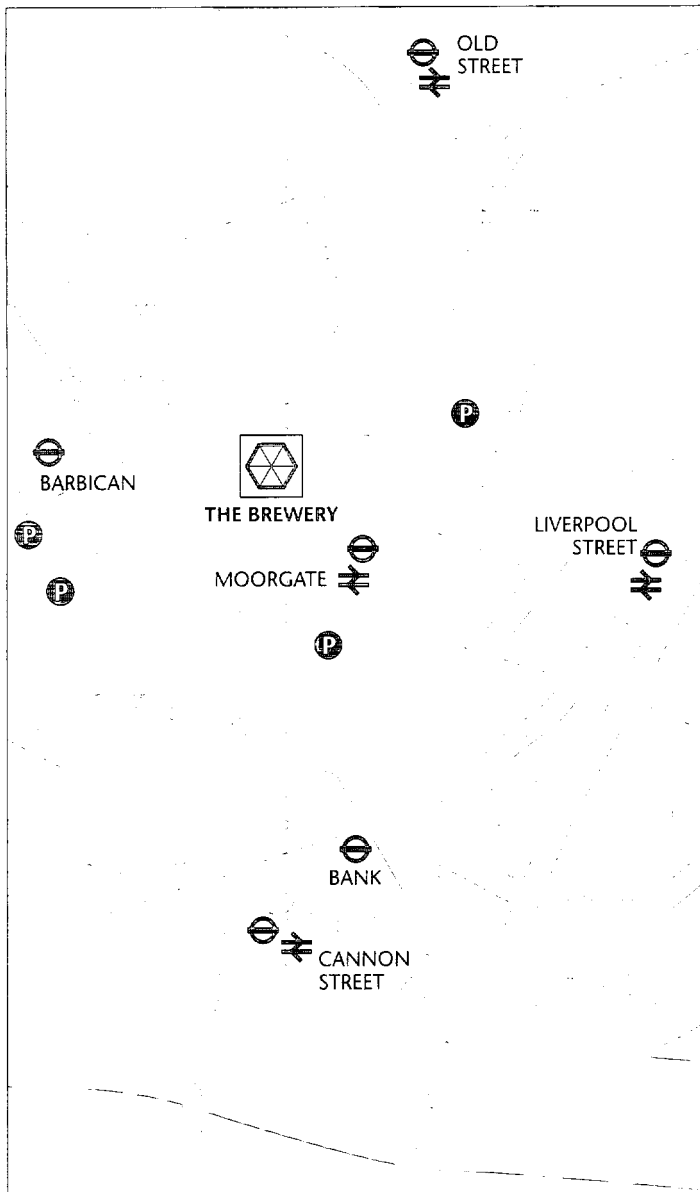 OLD
STREET
P
BARBICAN
THE BREWERY
P
LIVERPOOL
STREET
MOORGATE
P
P
BANK
CANNON
STREET